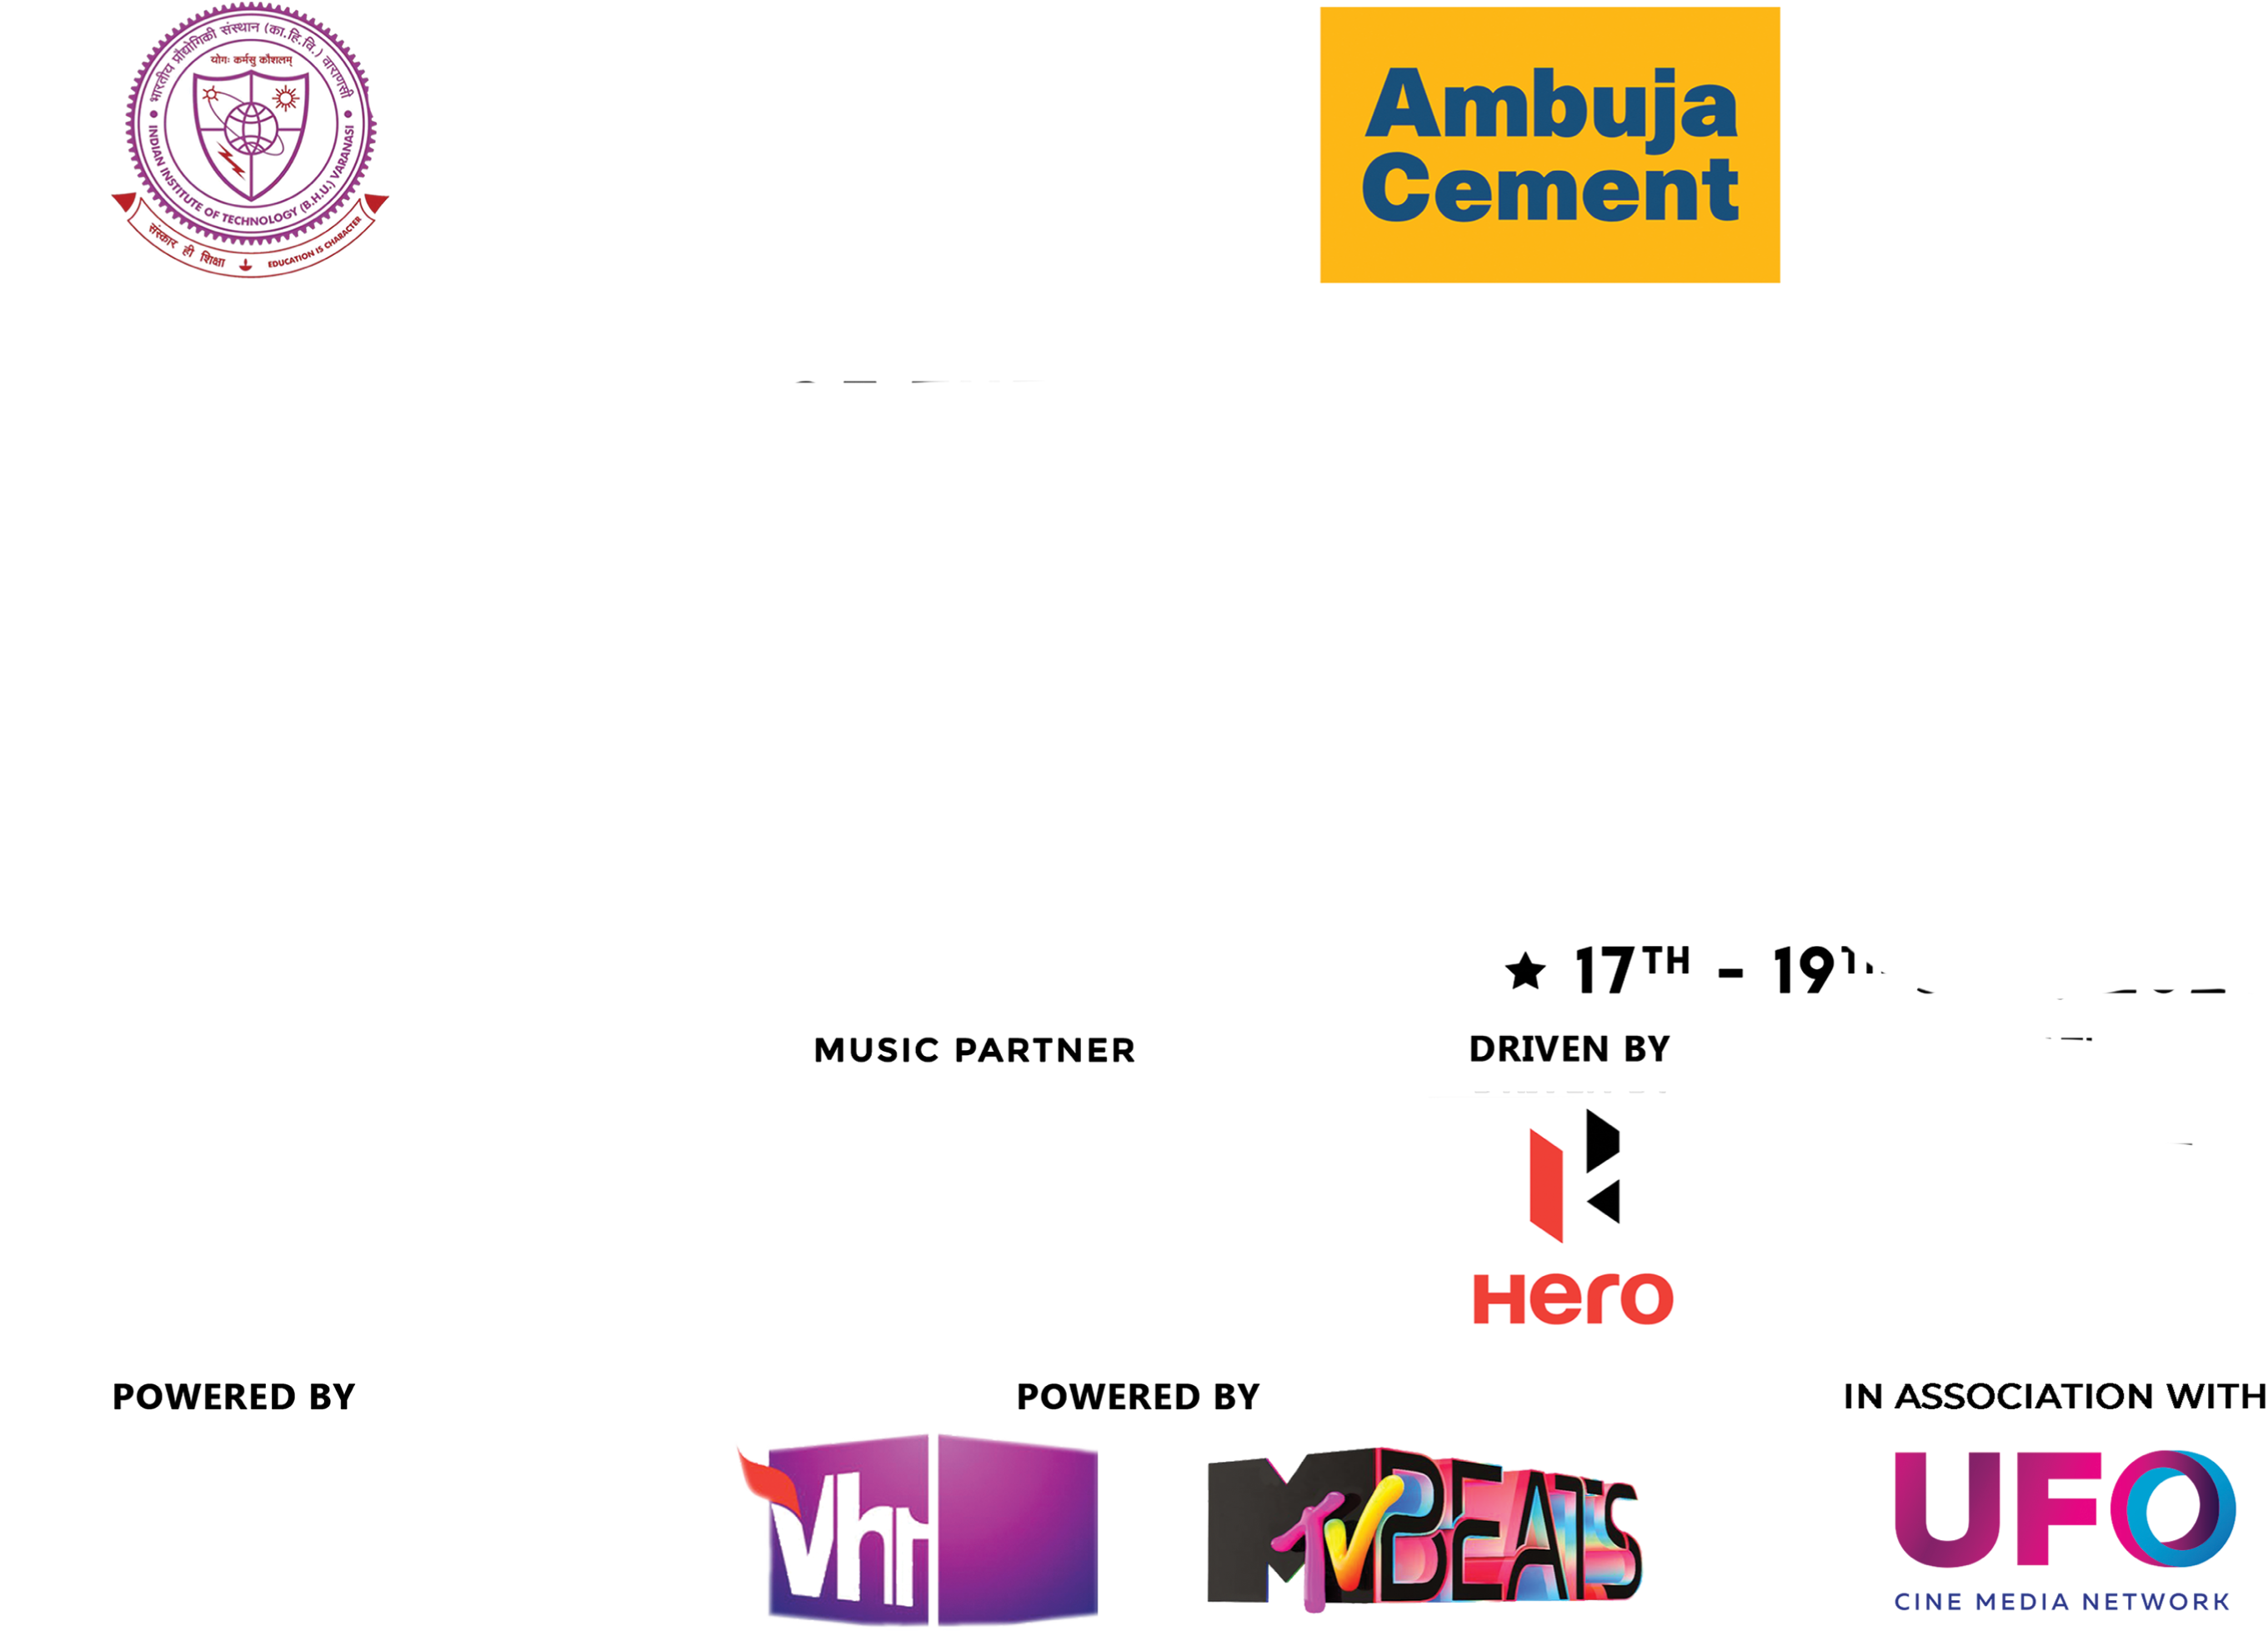 भारतीय प्रौद्योगिकी संस्थान (का.हि.वि.) वाराणसी
योगः कर्मसु कौशलम्
INDIAN INSTITUTE OF TECHNOLOGY (B.H.U.) VARANASI
संस्कार ही शिक्षा EDUCATION IS CHARACTER
Ambuja
Cement
★ 17TH - 19
MUSIC PARTNER
DRIVEN BY
Hero
POWERED BY
POWERED BY
IN ASSOCIATION WITH
MTV BEATS
UFO
CINE MEDIA NETWORK